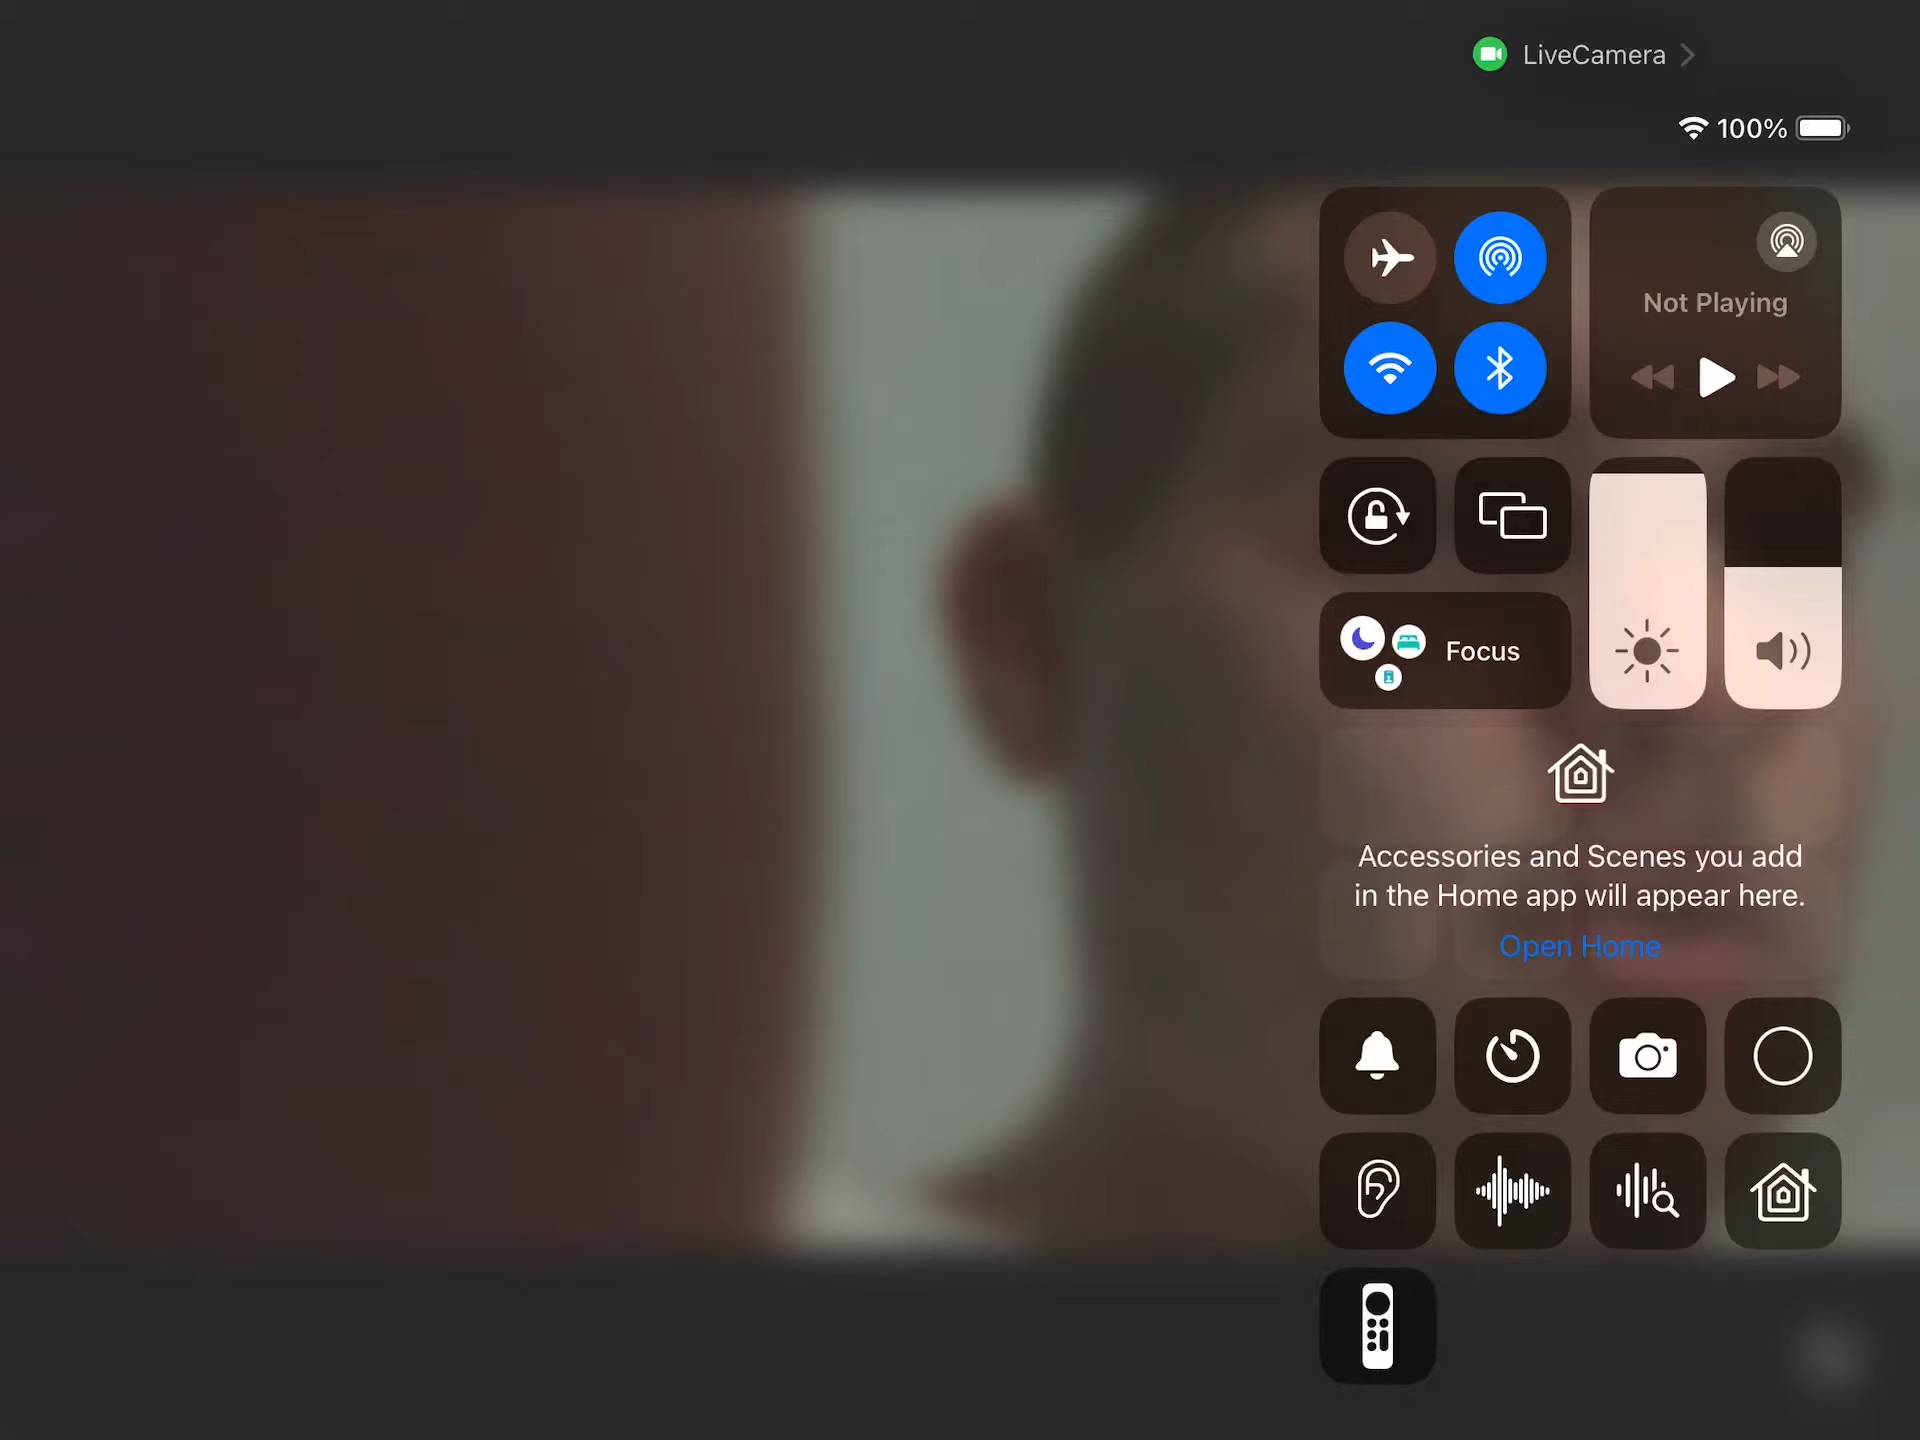 LiveCamera
100%
Not Playing
Focus
Accessories and Scenes you add
in the Home app will appear here.
Open Home